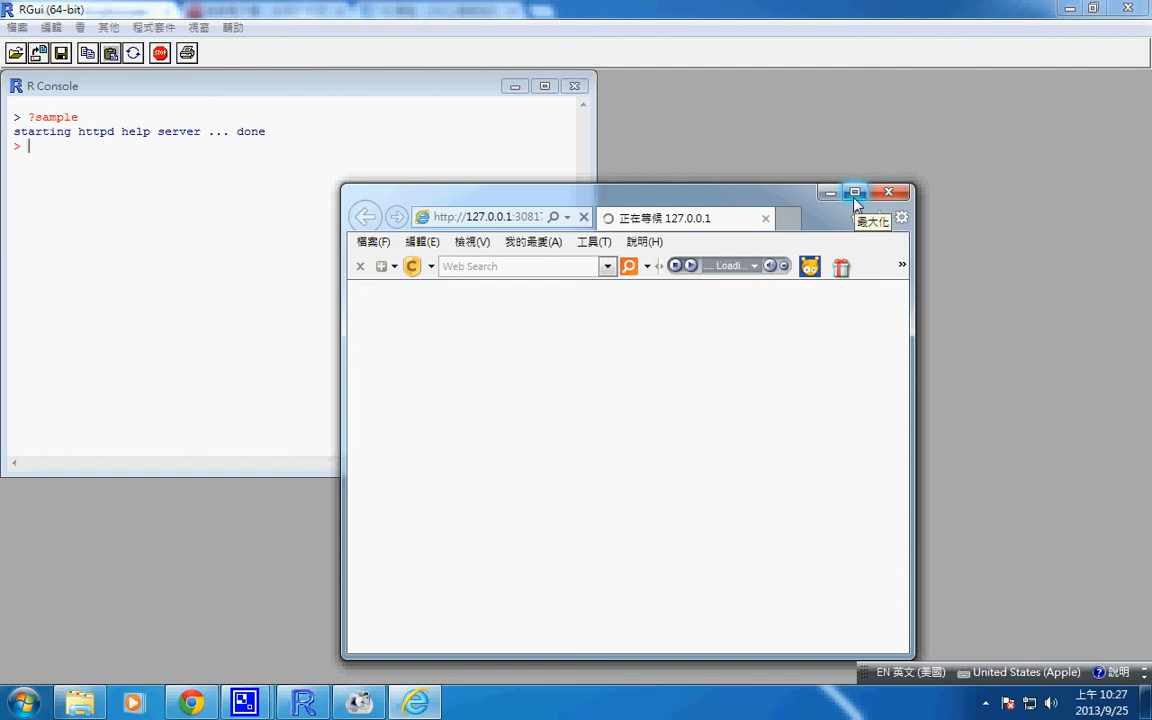 RGui (64-bit)
檔案 編輯 看 其他 程式套件 視窗 輔助
STOP
R Console
> ?sample
starting httpd help server ... done
>
http://127.0.0.1:3081 正在等候 127.0.0.1
最大化
檔案(F) 編輯(E) 檢視(V) 我的最愛(A) 工具(T) 說明(H)
x Web Search .... Loadi... »
EN 英文 (美國) United States (Apple) 說明
上午 10:27
2013/9/25